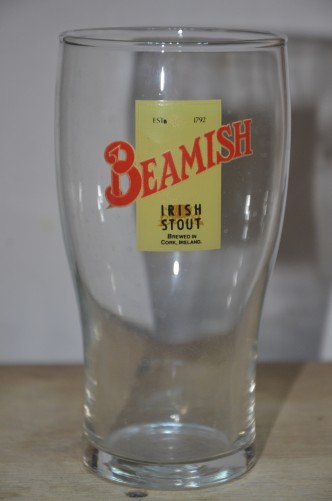 ESTD 1792
BEAMISH
IRISH
STOUT
BREWED IN
CORK, IRELAND.